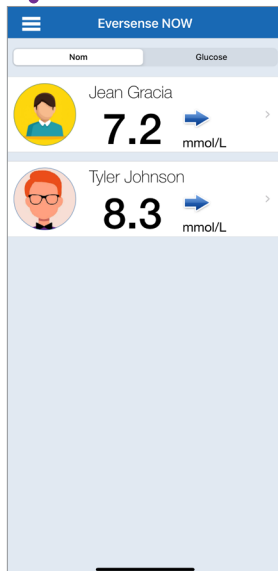 Eversense NOW
Nom Glucose
Jean Gracia
7.2 mmol/L
Tyler Johnson
8.3 mmol/L